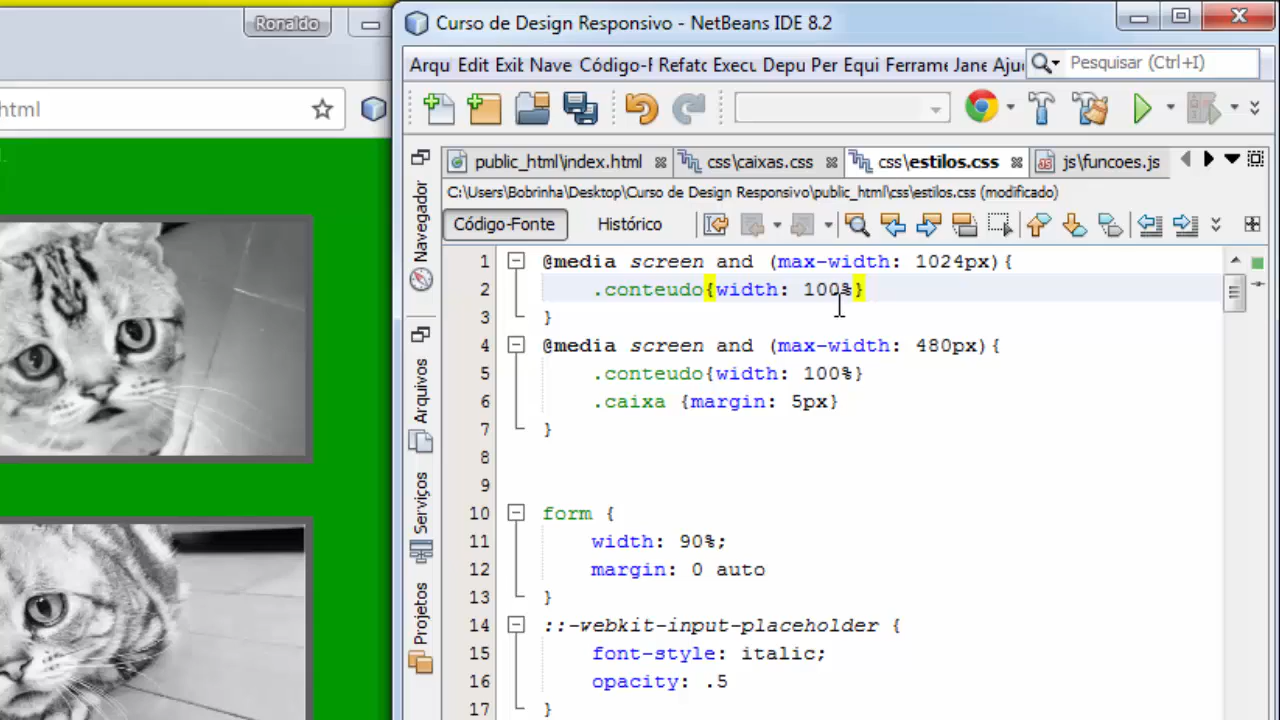 Ronaldo
html
Curso de Design Responsivo - NetBeans IDE 8.2
Arqu Edit Exib Nave Código-F Refato Execu Depu Per Equi Ferrame Jane Aju
Pesquisar (Ctrl+I)
public_html\index.html css\caixas.css css\estilos.css js\funcoes.js
C:\Users\Bobrinha\Desktop\Curso de Design Responsivo\public_html\css\estilos.css (modificado)
Código-Fonte Histórico
Navegador
Arquivos
Serviços
Projetos
1 @media screen and (max-width: 1024px){
2 .conteudo{width: 100%}
3 }
4 @media screen and (max-width: 480px){
5 .conteudo{width: 100%}
6 .caixa {margin: 5px}
7 }
8
9
10 form {
11 width: 90%;
12 margin: 0 auto
13 }
14 ::-webkit-input-placeholder {
15 font-style: italic;
16 opacity: .5
17 }